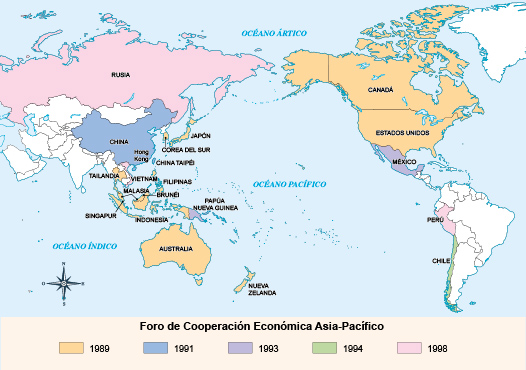 OCÉANO ÁRTICO
RUSIA
CANADÁ
ESTADOS UNIDOS
JAPÓN
CHINA
COREA DEL SUR
Hong
Kong
CHINA TAIPÉI
MÉXICO
TAILANDIA
VIETNAM
FILIPINAS
OCÉANO PACÍFICO
MALASIA
BRUNÉI
SINGAPUR
INDONESIA
PAPÚA
NUEVA GUINEA
PERÚ
OCÉANO ÍNDICO
AUSTRALIA
CHILE
NUEVA
ZELANDA
Foro de Cooperación Económica Asia-Pacífico
1989 1991 1993 1994 1998